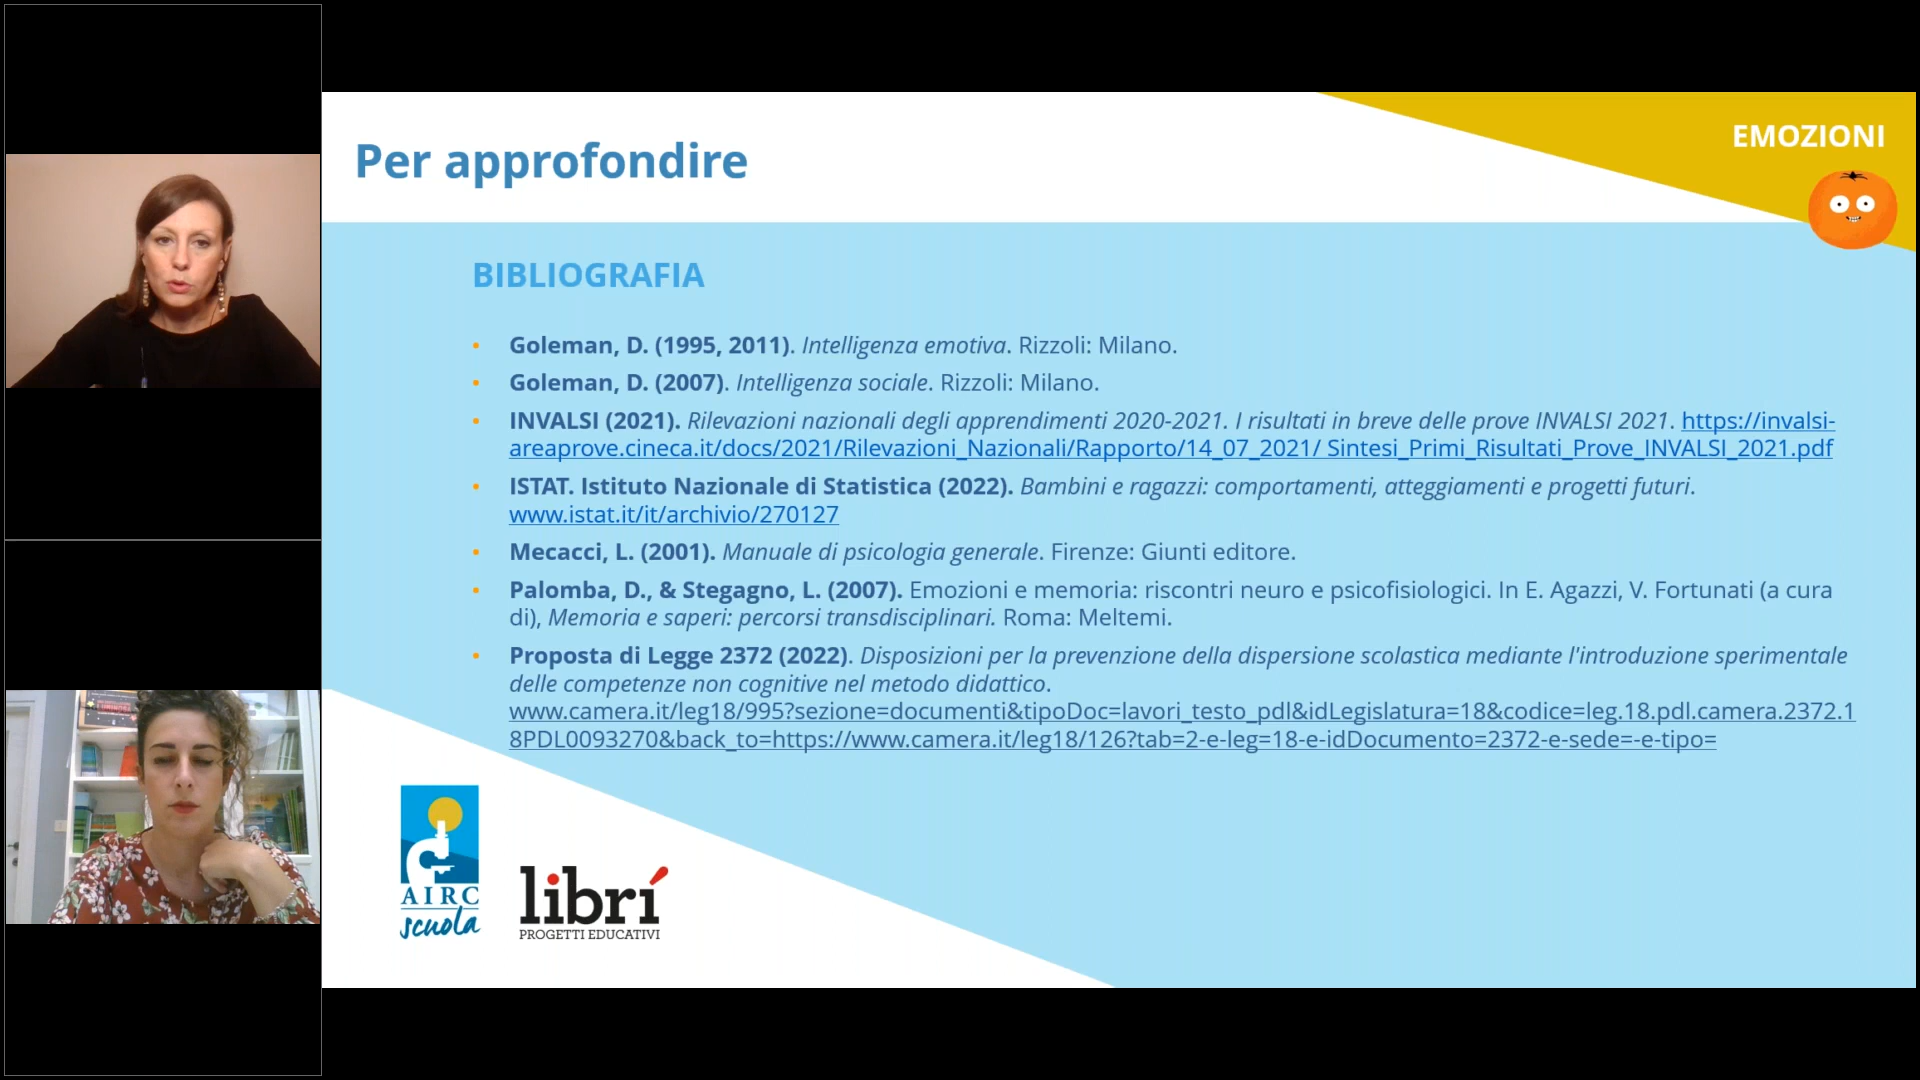 EMOZIONI
Per approfondire
BIBLIOGRAFIA
• Goleman, D. (1995, 2011). Intelligenza emotiva. Rizzoli: Milano.
• Goleman, D. (2007). Intelligenza sociale. Rizzoli: Milano.
• INVALSI (2021). Rilevazioni nazionali degli apprendimenti 2020-2021. I risultati in breve delle prove INVALSI 2021. https://invalsi-
areaprove.cineca.it/docs/2021/Rilevazioni_Nazionali/Rapporto/14_07_2021/ Sintesi_Primi_Risultati_Prove_INVALSI_2021.pdf
• ISTAT. Istituto Nazionale di Statistica (2022). Bambini e ragazzi: comportamenti, atteggiamenti e progetti futuri.
www.istat.it/it/archivio/270127
• Mecacci, L. (2001). Manuale di psicologia generale. Firenze: Giunti editore.
• Palomba, D., & Stegagno, L. (2007). Emozioni e memoria: riscontri neuro e psicofisiologici. In E. Agazzi, V. Fortunati (a cura
di), Memoria e saperi: percorsi transdisciplinari. Roma: Meltemi.
• Proposta di Legge 2372 (2022). Disposizioni per la prevenzione della dispersione scolastica mediante l'introduzione sperimentale
delle competenze non cognitive nel metodo didattico.
www.camera.it/leg18/995?sezione=documenti&tipoDoc=lavori_testo_pdl&idLegislatura=18&codice=leg.18.pdl.camera.2372.1
8PDL0093270&back_to=https://www.camera.it/leg18/126?tab=2-e-leg=18-e-idDocumento=2372-e-sede=-e-tipo=
AIRC
scuola
librí
PROGETTI EDUCATIVI